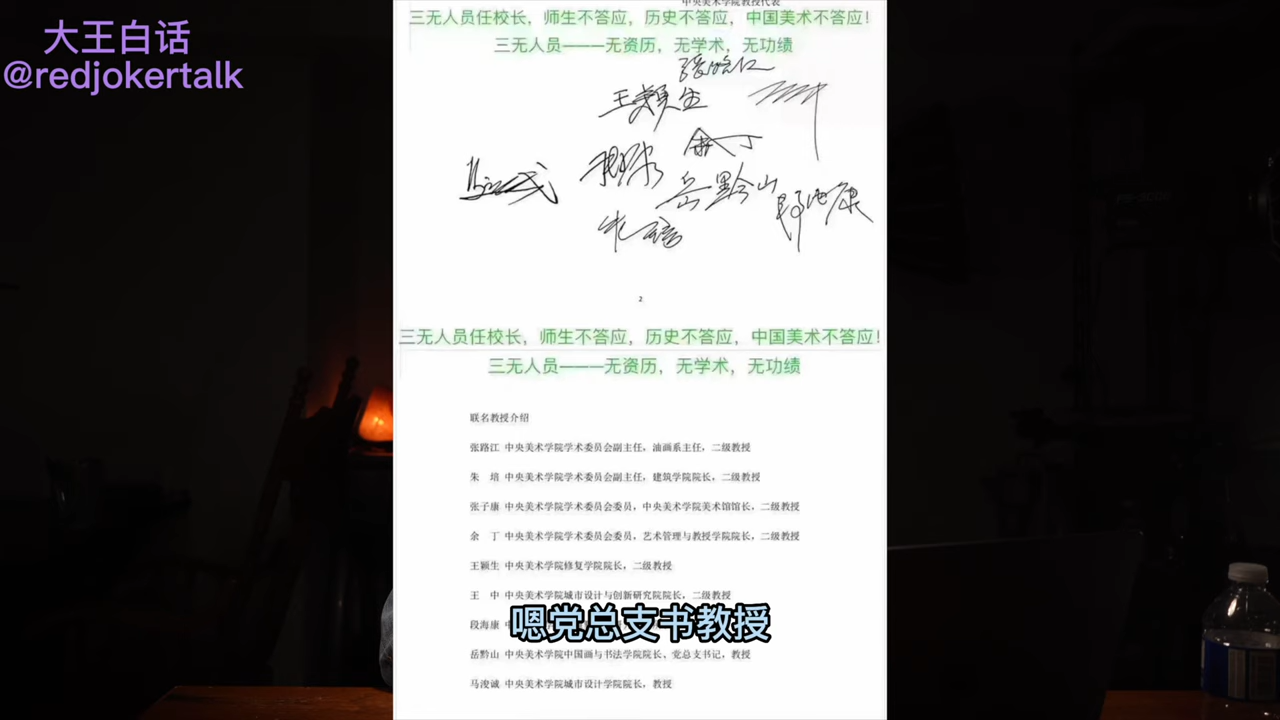 大王白话
@redjokertalk
中央美术学院教授代表
三无人员任校长，师生不答应，历史不答应，中国美术不答应！
三无人员———无资历，无学术，无功绩
王颖生
余丁
岳黔山
朱培
2
三无人员任校长，师生不答应，历史不答应，中国美术不答应！
三无人员———无资历，无学术，无功绩
联名教授介绍
张路江 中央美术学院学术委员会副主任，油画系主任，二级教授
朱 培 中央美术学院学术委员会副主任，建筑学院院长，二级教授
张子康 中央美术学院学术委员会委员，中央美术学院美术馆馆长，二级教授
余 丁 中央美术学院学术委员会委员，艺术管理与教授学院院长，二级教授
王颖生 中央美术学院修复学院院长，二级教授
王 中 中央美术学院城市设计与创新研究院院长，二级教授
段海康
嗯党总支书教授
岳黔山 中央美术学院中国画与书法学院院长、党总支书记，教授
马浚诚 中央美术学院城市设计学院院长，教授